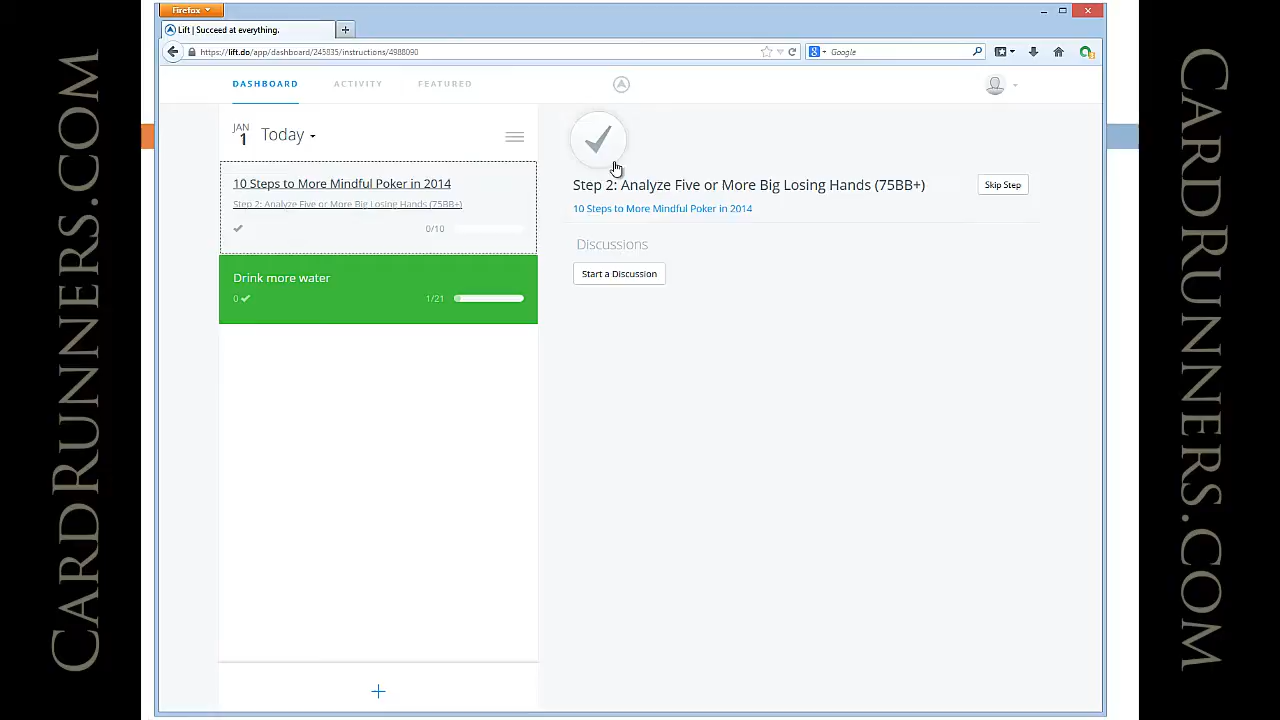 CARDRUNNERS.COM
Firefox
Lift | Succeed at everything.
https://lift.do/app/dashboard/245835/instructions/4988090
Google
DASHBOARD
ACTIVITY
FEATURED
JAN
1
Today
10 Steps to More Mindful Poker in 2014
Step 2: Analyze Five or More Big Losing Hands (75BB+)
0/10
Drink more water
0
1/21
Step 2: Analyze Five or More Big Losing Hands (75BB+)
Skip Step
10 Steps to More Mindful Poker in 2014
Discussions
Start a Discussion
CARDRUNNERS.COM